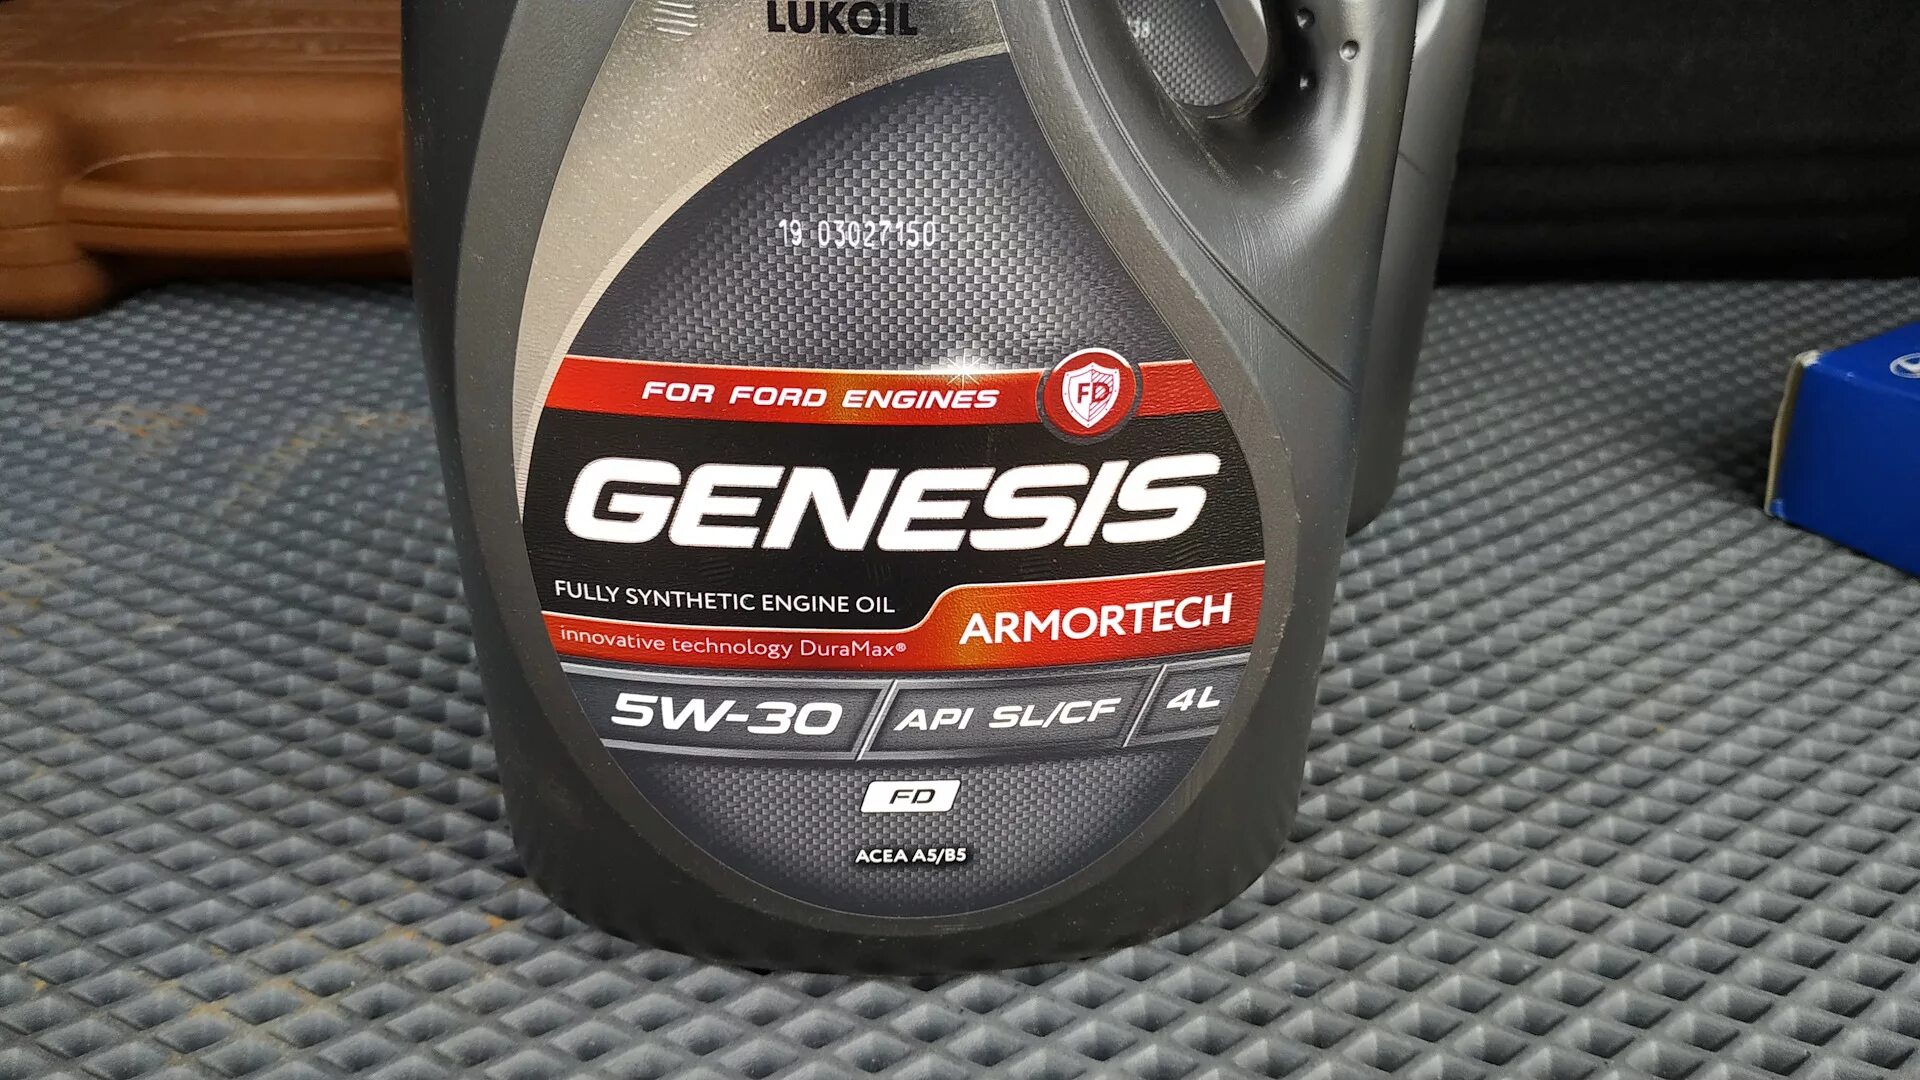 LUKOIL
19 03027150
FOR FORD ENGINES
FD
GENESIS
FULLY SYNTHETIC ENGINE OIL
innovative technology DuraMax®
ARMORTECH
5W-30
API SL/CF
4L
FD
ACEA A5/B5